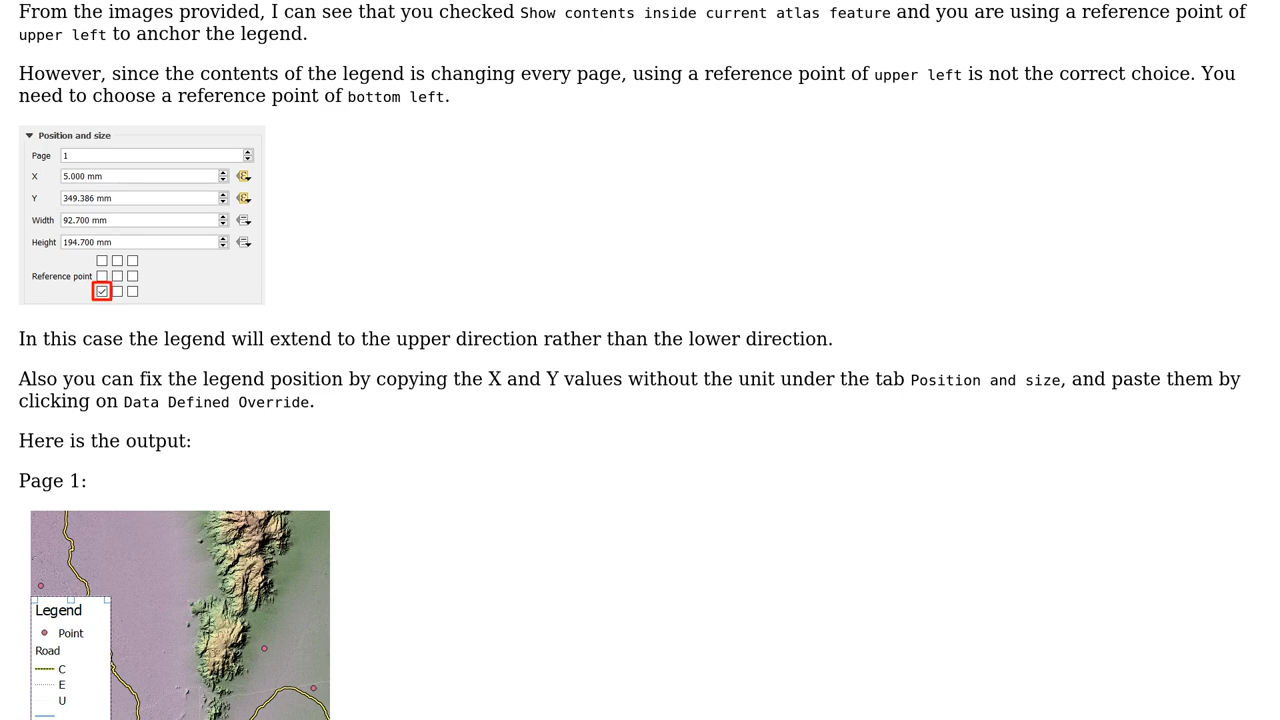 From the images provided, I can see that you checked Show contents inside current atlas feature and you are using a reference point of
upper left to anchor the legend.
However, since the contents of the legend is changing every page, using a reference point of upper left is not the correct choice. You
need to choose a reference point of bottom left.
Position and size
Page 1
X 5.000 mm
Y 349.386 mm
Width 92.700 mm
Height 194.700 mm
Reference point
In this case the legend will extend to the upper direction rather than the lower direction.
Also you can fix the legend position by copying the X and Y values without the unit under the tab Position and size, and paste them by
clicking on Data Defined Override.
Here is the output:
Page 1:
Legend
Point
Road
C
E
U